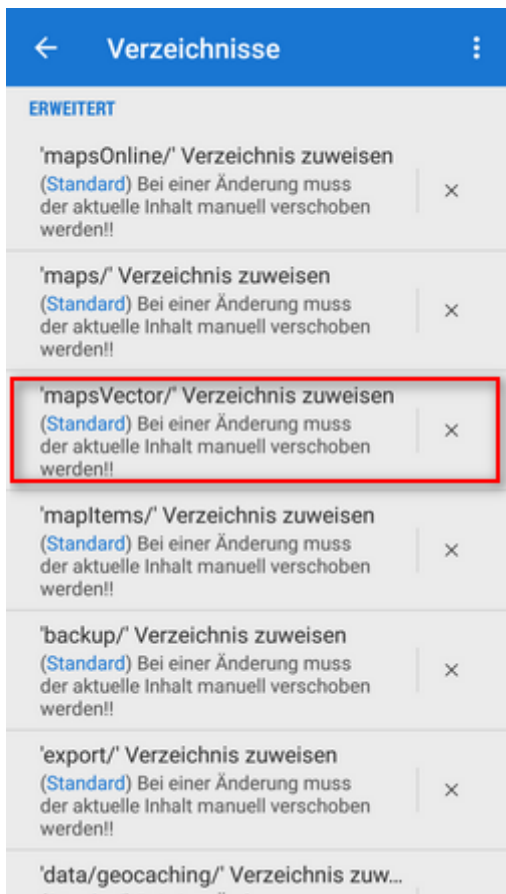 Verzeichnisse
ERWEITERT
'mapsOnline/' Verzeichnis zuweisen
(Standard) Bei einer Änderung muss
der aktuelle Inhalt manuell verschoben
werden!!
'maps/' Verzeichnis zuweisen
(Standard) Bei einer Änderung muss
der aktuelle Inhalt manuell verschoben
werden!!
'mapsVector/' Verzeichnis zuweisen
(Standard) Bei einer Änderung muss
der aktuelle Inhalt manuell verschoben
werden!!
'mapItems/' Verzeichnis zuweisen
(Standard) Bei einer Änderung muss
der aktuelle Inhalt manuell verschoben
werden!!
'backup/' Verzeichnis zuweisen
(Standard) Bei einer Änderung muss
der aktuelle Inhalt manuell verschoben
werden!!
'export/' Verzeichnis zuweisen
(Standard) Bei einer Änderung muss
der aktuelle Inhalt manuell verschoben
werden!!
'data/geocaching/' Verzeichnis zuw...